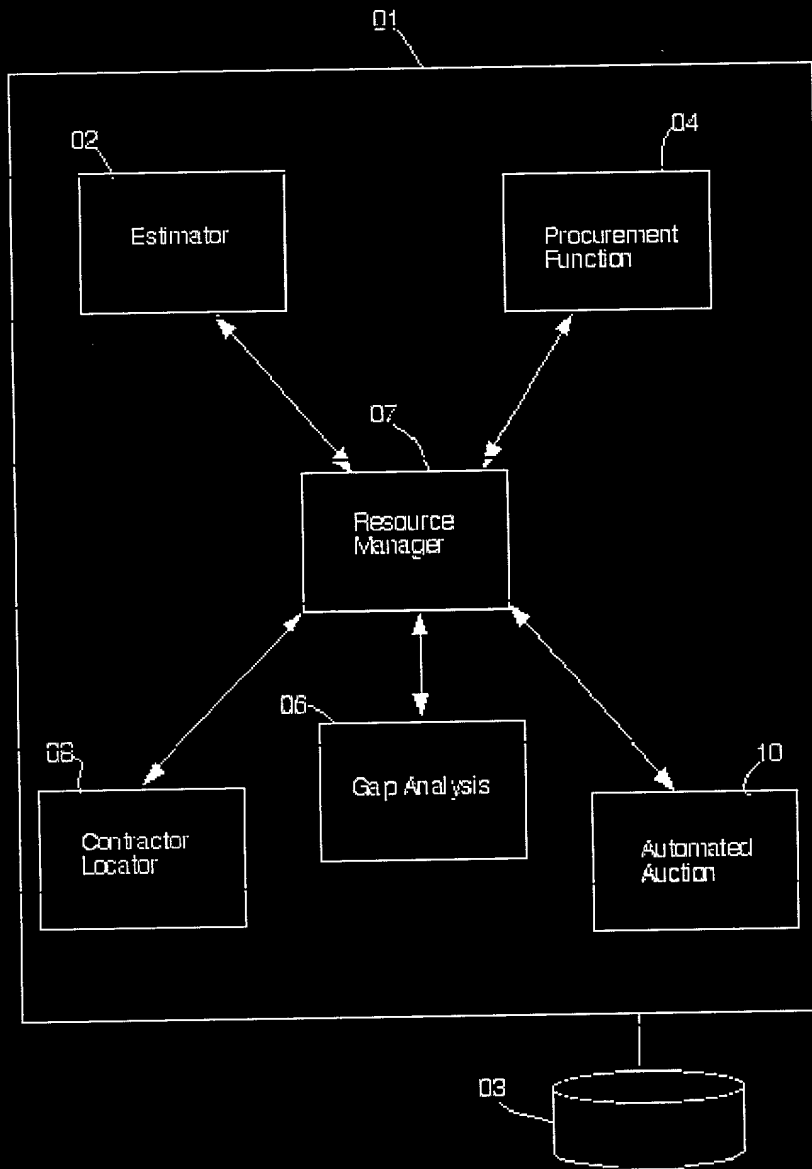 01
02
04
Estimator
Procurement
Function
07
Resource
Manager
06
08
10
Gap Analysis
Contractor
Locator
Automated
Auction
03